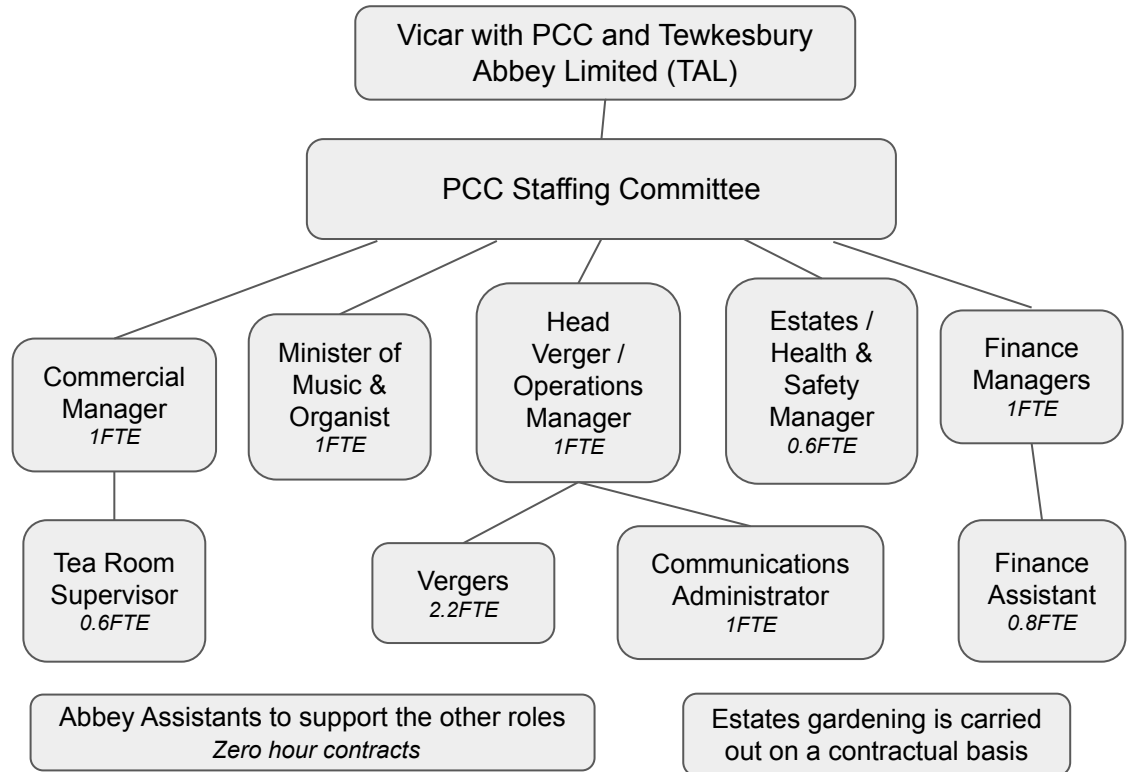 Vicar with PCC and Tewkesbury
Abbey Limited (TAL)
PCC Staffing Committee
Commercial
Manager
1FTE
Minister of
Music &
Organist
1FTE
Head
Verger /
Operations
Manager
1FTE
Estates /
Health &
Safety
Manager
0.6FTE
Finance
Managers
1FTE
Tea Room
Supervisor
0.6FTE
Vergers
2.2FTE
Communications
Administrator
1FTE
Finance
Assistant
0.8FTE
Abbey Assistants to support the other roles
Zero hour contracts
Estates gardening is carried
out on a contractual basis